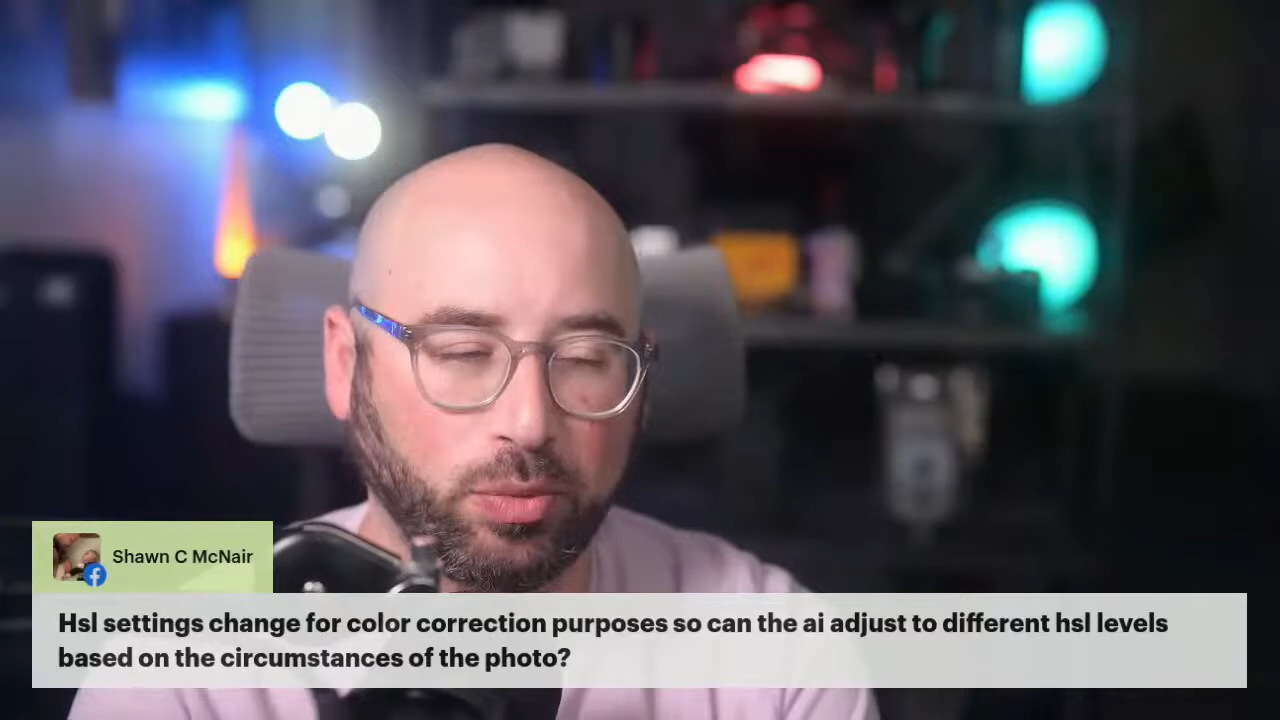 Shawn C McNair
Hsl settings change for color correction purposes so can the ai adjust to different hsl levels
based on the circumstances of the photo?